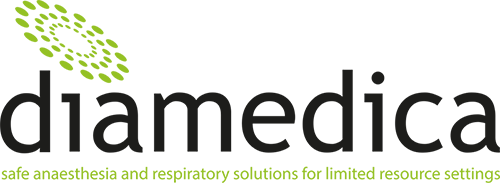 diamedica
safe anaesthesia and respiratory solutions for limited resource settings